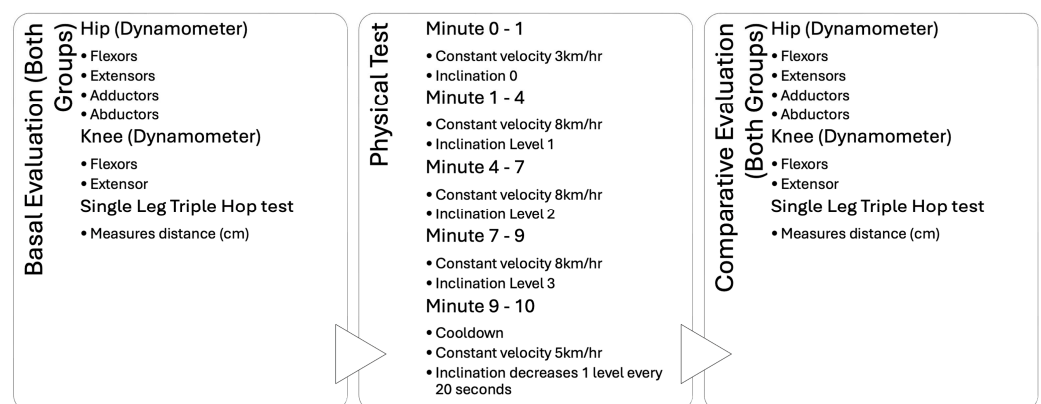 Basal Evaluation (Both
Groups)
Hip (Dynamometer)
• Flexors
• Extensors
• Adductors
• Abductors
Knee (Dynamometer)
• Flexors
• Extensor
Single Leg Triple Hop test
• Measures distance (cm)
Physical Test
Minute 0 - 1
• Constant velocity 3km/hr
• Inclination 0
Minute 1 - 4
• Constant velocity 8km/hr
• Inclination Level 1
Minute 4 - 7
• Constant velocity 8km/hr
• Inclination Level 2
Minute 7 - 9
• Constant velocity 8km/hr
• Inclination Level 3
Minute 9 - 10
• Cooldown
• Constant velocity 5km/hr
• Inclination decreases 1 level every
20 seconds
Comparative Evaluation
(Both Groups)
Hip (Dynamometer)
• Flexors
• Extensors
• Adductors
• Abductors
Knee (Dynamometer)
• Flexors
• Extensor
Single Leg Triple Hop test
• Measures distance (cm)